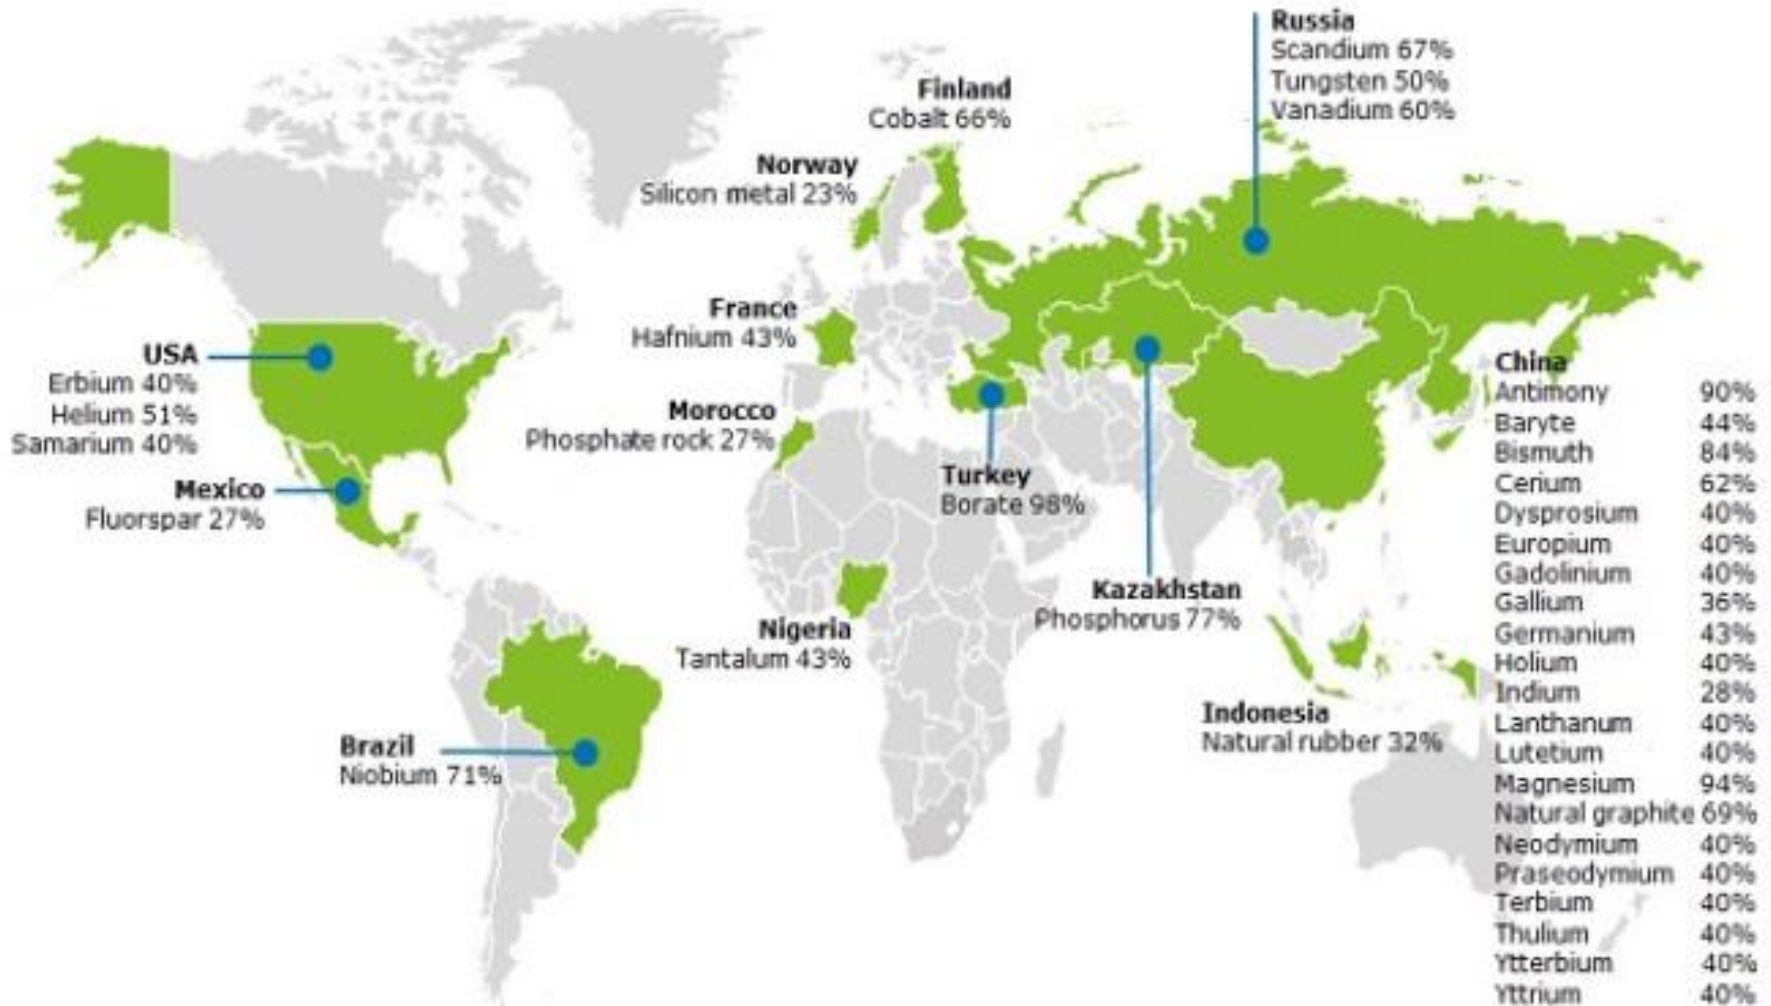 Russia
Scandium 67%
Tungsten 50%
Vanadium 60%
Finland
Cobalt 66%
Norway
Silicon metal 23%
France
Hafnium 43%
USA
Erbium 40%
Helium 51%
Samarium 40%
Morocco
Phosphate rock 27%
Mexico
Fluorspar 27%
Turkey
Borate 98%
Kazakhstan
Phosphorus 77%
Nigeria
Tantalum 43%
Indonesia
Natural rubber 32%
Brazil
Niobium 71%
China
Antimony 90%
Baryte 44%
Bismuth 84%
Cerium 62%
Dysprosium 40%
Europium 40%
Gadolinium 40%
Gallium 36%
Germanium 43%
Holium 40%
Indium 28%
Lanthanum 40%
Lutetium 40%
Magnesium 94%
Natural graphite 69%
Neodymium 40%
Praseodymium 40%
Terbium 40%
Thulium 40%
Ytterbium 40%
Yttrium 40%